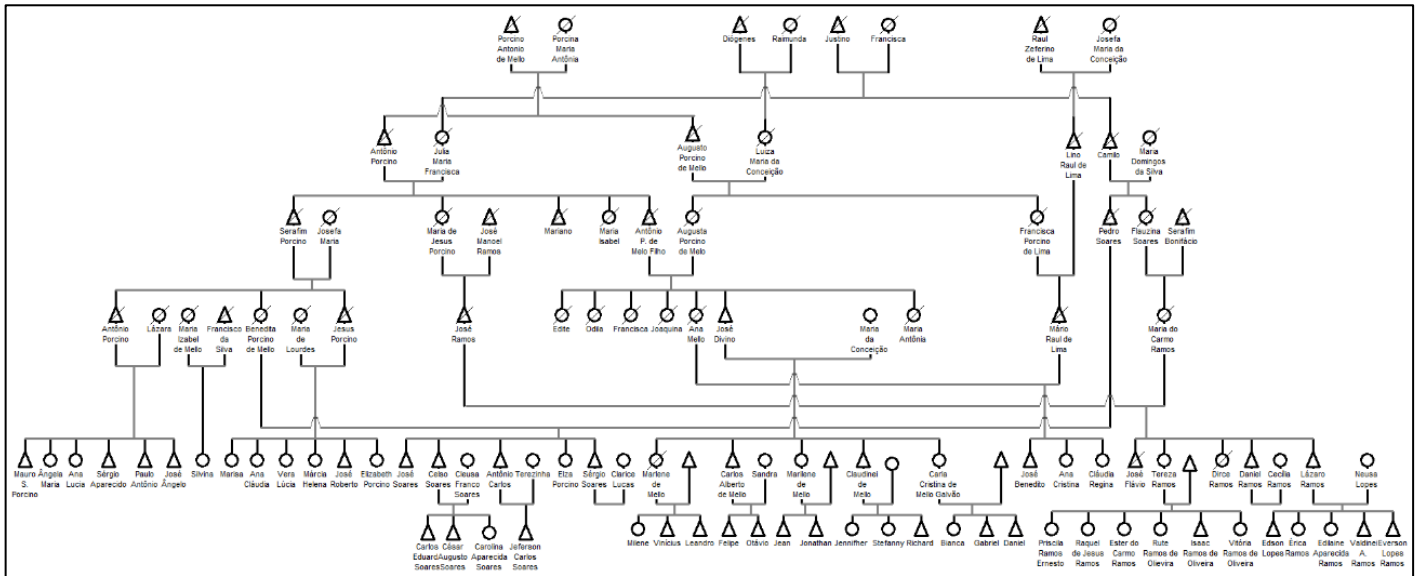 Porcino Antonio de Mello
Porcina Maria Antônia
Diógenes
Raimunda
Justino
Francisca
Raul Zeferino de Lima
Josefa Maria da Conceição
Antônio Porcino
Julia Maria Francisca
Augusto Porcino de Mello
Luiza Maria da Conceição
Lino Raul de Lima
Camilo
Maria Domingos da Silva
Serafim Porcino
Josefa Maria
Maria de Jesus Porcino
José Manoel Ramos
Mariano
Maria Isabel
Antônio P. de Melo Filho
Augusta Porcino de Melo
Francisca Porcino de Lima
Pedro Soares
Flauzina Soares
Serafim Bonifácio
Antônio Porcino
Lázara
Maria Izabel de Mello
Francisco da Silva
Benedita Porcino de Mello
Maria de Lourdes
Jesus Porcino
José Ramos
Edite
Odila
Francisca
Joaquina
Ana Mello
José Divino
Maria da Conceição
Maria Antônia
Mário Raul de Lima
Maria do Carmo Ramos
Mauro S. Porcino
Ângela Maria
Ana Lucia
Sérgio Aparecido
Paulo Antônio
José Ângelo
Silvina
Marisa
Ana Cláudia
Vera Lúcia
Márcia Helena
José Roberto
Elizabeth Porcino
José Soares
Celso Soares
Cleusa Franco Soares
Antônio Carlos
Terezinha
Elza Porcino
Sérgio Soares
Clarice Lucas
Marlene de Mello
Carlos Alberto de Mello
Sandra
Marilene de Mello
Claudinei de Mello
Carla Cristina de Mello Galvão
José Benedito
Ana Cristina
Cláudia Regina
José Flávio
Tereza Ramos
Dirce Ramos
Daniel Ramos
Cecília Ramos
Lázaro Ramos
Neusa Lopes
Carlos Eduard Soares
César Augusto Soares
Carolina Aparecida Soares
Jeferson Carlos Soares
Milene
Vinícius
Leandro
Felipe
Otávio
Jean
Jonathan
Jennifher
Stefanny
Richard
Bianca
Gabriel
Daniel
Priscila Ramos Ernesto
Raquel de Jesus Ramos
Ester do Carmo Ramos
Rute Ramos de Olievira
Isaac Ramos de Oliveira
Vitória Ramos de Oliveira
Edson Lopes
Érica Ramos
Edilaine Aparecida Ramos
Valdinei A. Ramos
Everson Lopes Ramos